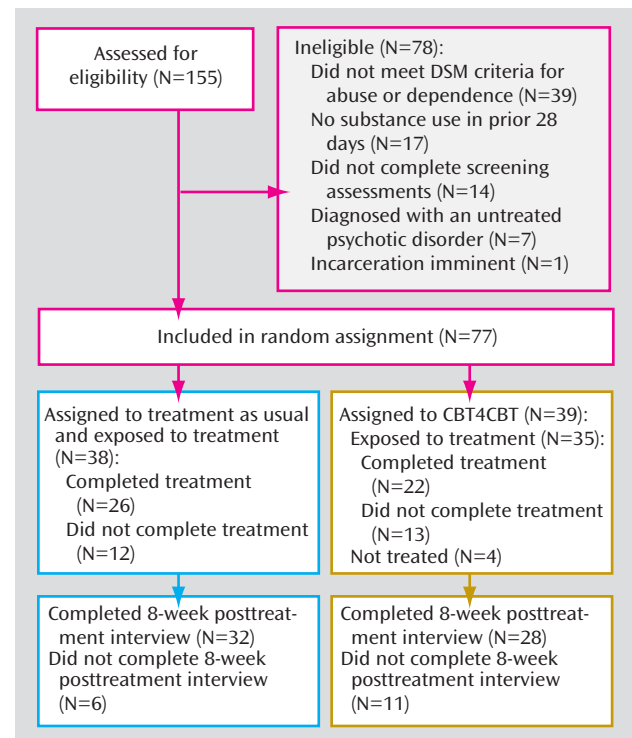 Assessed for
eligibility (N=155)
Ineligible (N=78):
Did not meet DSM criteria for
abuse or dependence (N=39)
No substance use in prior 28
days (N=17)
Did not complete screening
assessments (N=14)
Diagnosed with an untreated
psychotic disorder (N=7)
Incarceration imminent (N=1)
Included in random assignment (N=77)
Assigned to treatment as usual
and exposed to treatment
(N=38):
Completed treatment
(N=26)
Did not complete treatment
(N=12)
Assigned to CBT4CBT (N=39):
Exposed to treatment (N=35):
Completed treatment
(N=22)
Did not complete treatment
(N=13)
Not treated (N=4)
Completed 8-week posttreat-
ment interview (N=32)
Did not complete 8-week
posttreatment interview
(N=6)
Completed 8-week posttreat-
ment interview (N=28)
Did not complete 8-week
posttreatment interview
(N=11)